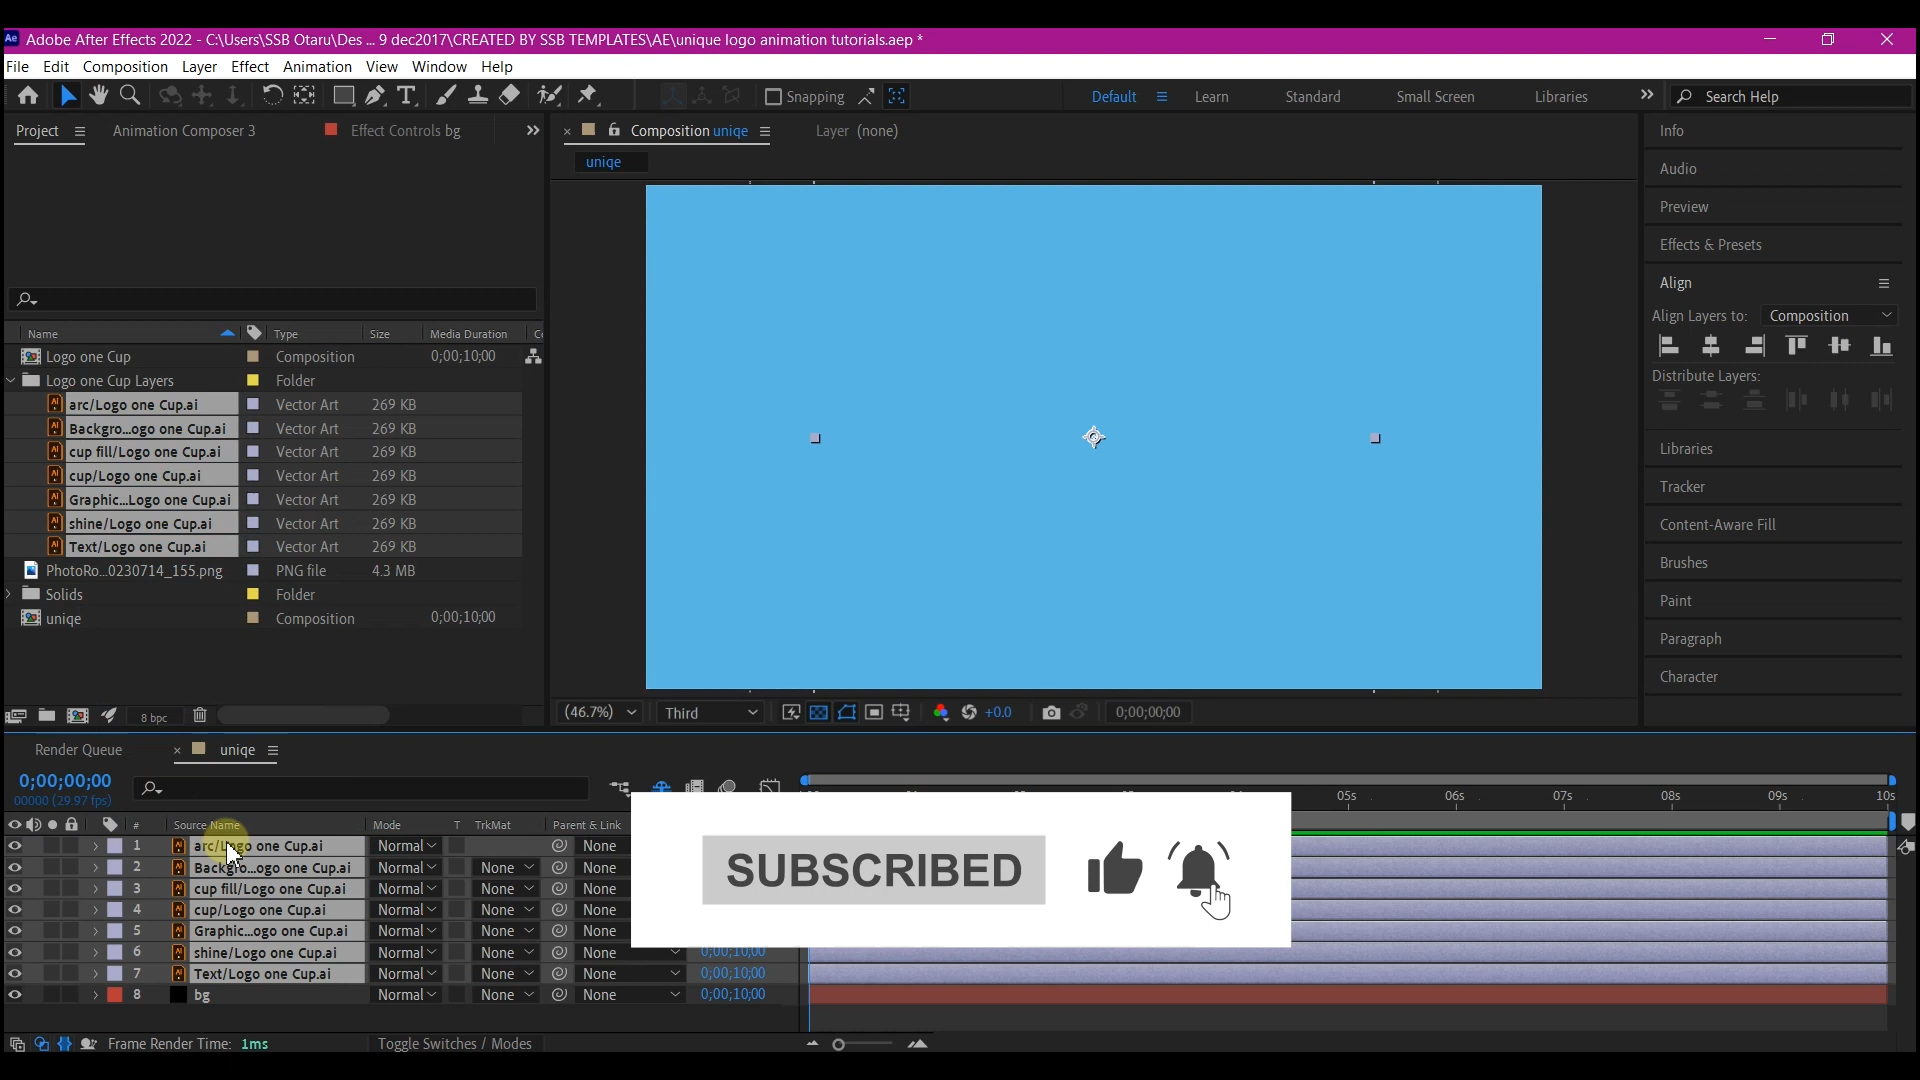 Ae Adobe After Effects 2022 - C:\Users\SSB Otaru\Des ... 9 dec2017\CREATED BY SSB TEMPLATES\AE\unique logo animation tutorials.aep *
File Edit Composition Layer Effect Animation View Window Help
Snapping Default Learn Standard Small Screen Libraries Search Help
Project Animation Composer 3 Effect Controls bg Composition uniqe Layer (none) Info
uniqe
Audio
Preview
Effects & Presets
Align
Align Layers to: Composition
Distribute Layers:
Libraries
Tracker
Content-Aware Fill
Brushes
Paint
Paragraph
Character
Name Type Size Media Duration
Logo one Cup Composition 0;00;10;00
Logo one Cup Layers Folder
arc/Logo one Cup.ai Vector Art 269 KB
Backgro...ogo one Cup.ai Vector Art 269 KB
cup fill/Logo one Cup.ai Vector Art 269 KB
cup/Logo one Cup.ai Vector Art 269 KB
Graphic...Logo one Cup.ai Vector Art 269 KB
shine/Logo one Cup.ai Vector Art 269 KB
Text/Logo one Cup.ai Vector Art 269 KB
PhotoRo...0230714_155.png PNG file 4.3 MB
Solids Folder
uniqe Composition 0;00;10;00
8 bpc (46.7%) Third +0.0 0;00;00;00
Render Queue uniqe
0;00;00;00
00000 (29.97 fps)
05s 06s 07s 08s 09s 10s
# Source Name Mode T TrkMat Parent & Link
1 arc/Logo one Cup.ai Normal None
2 Backgro...ogo one Cup.ai Normal None None
3 cup fill/Logo one Cup.ai Normal None None
4 cup/Logo one Cup.ai Normal None None
5 Graphic...ogo one Cup.ai Normal None None
6 shine/Logo one Cup.ai Normal None None 0;00;10;00
7 Text/Logo one Cup.ai Normal None None 0;00;10;00
8 bg Normal None None 0;00;10;00
SUBSCRIBED
Frame Render Time: 1ms Toggle Switches / Modes